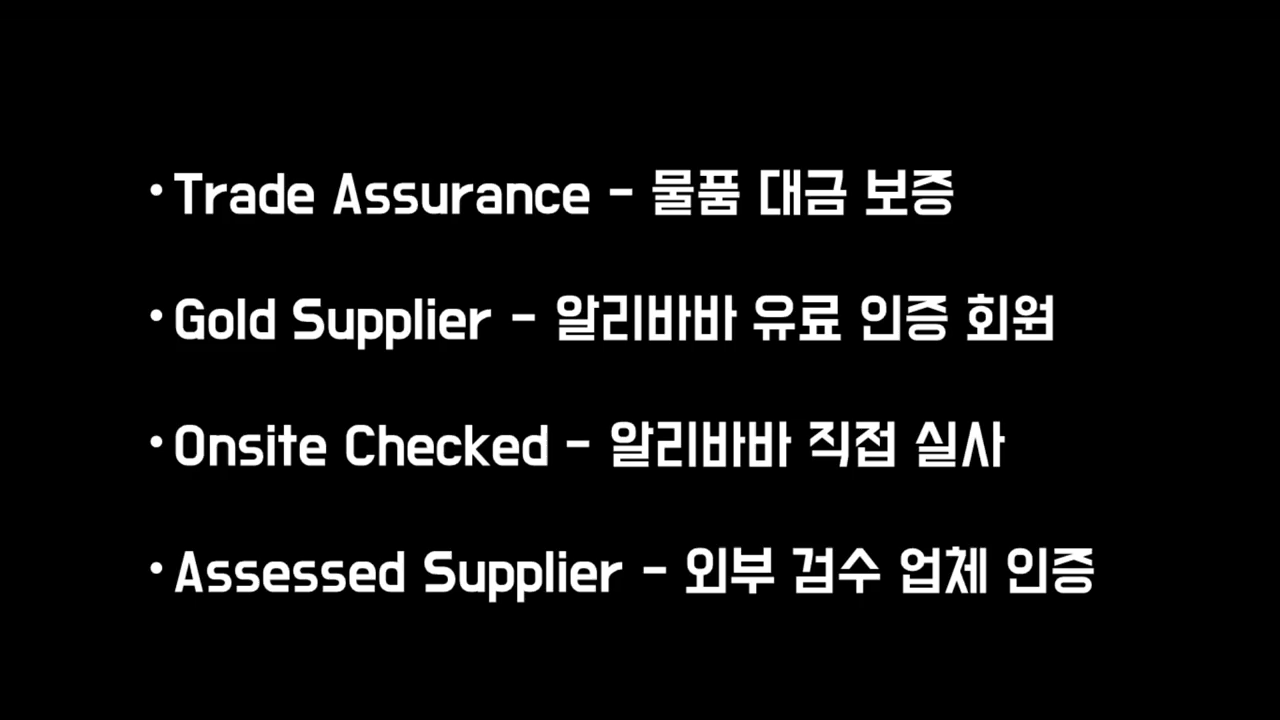 • Trade Assurance - 물품 대금 보증
• Gold Supplier - 알리바바 유료 인증 회원
• Onsite Checked - 알리바바 직접 실사
• Assessed Supplier - 외부 검수 업체 인증